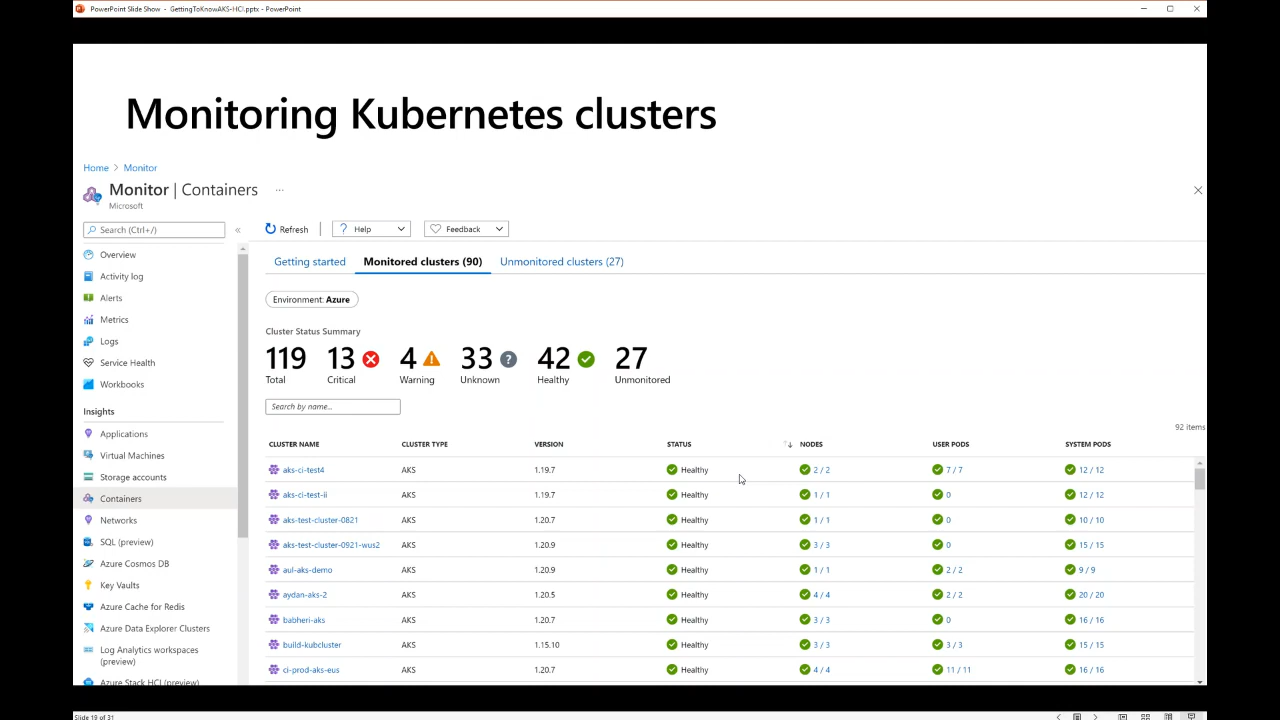 PowerPoint Slide Show - GettingToKnowAKS-HCI.pptx - PowerPoint
Monitoring Kubernetes clusters
Home > Monitor
Monitor | Containers ...
Microsoft
Search (Ctrl+/) «
Overview
Activity log
Alerts
Metrics
Logs
Service Health
Workbooks
Insights
Applications
Virtual Machines
Storage accounts
Containers
Networks
SQL (preview)
Azure Cosmos DB
Key Vaults
Azure Cache for Redis
Azure Data Explorer Clusters
Log Analytics workspaces
(preview)
Azure Stack HCI (preview)
Refresh | ? Help Feedback
Getting started Monitored clusters (90) Unmonitored clusters (27)
Environment: Azure
Cluster Status Summary
119 13 4 33 42 27
Total Critical Warning Unknown Healthy Unmonitored
Search by name...
92 items
CLUSTER NAME CLUSTER TYPE VERSION STATUS ↑↓ NODES USER PODS SYSTEM PODS
aks-ci-test4 AKS 1.19.7 Healthy 2 / 2 7 / 7 12 / 12
aks-ci-test-ii AKS 1.19.7 Healthy 1 / 1 0 12 / 12
aks-test-cluster-0821 AKS 1.20.7 Healthy 1 / 1 0 10 / 10
aks-test-cluster-0921-wus2 AKS 1.20.9 Healthy 3 / 3 0 15 / 15
aul-aks-demo AKS 1.20.9 Healthy 1 / 1 2 / 2 9 / 9
aydan-aks-2 AKS 1.20.5 Healthy 4 / 4 2 / 2 20 / 20
babheri-aks AKS 1.20.7 Healthy 3 / 3 0 16 / 16
build-kubcluster AKS 1.15.10 Healthy 3 / 3 3 / 3 15 / 15
ci-prod-aks-eus AKS 1.20.7 Healthy 4 / 4 11 / 11 16 / 16
Slide 19 of 31